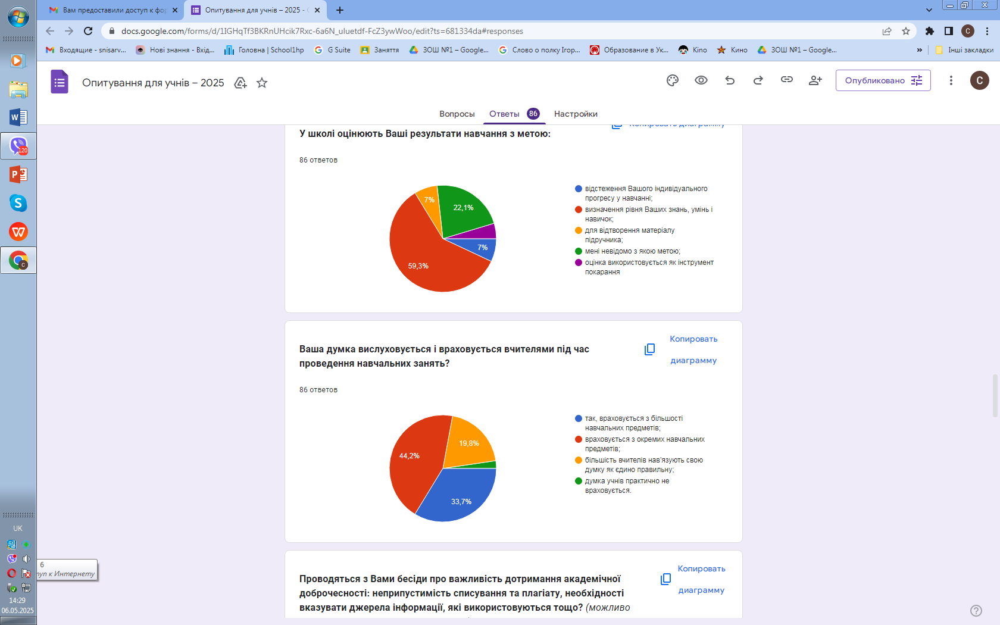 Вам предоставили доступ к фор
Опитування для учнів – 2025 -
docs.google.com/forms/d/1IGHqTf3BKRnUHcik7Rxc-6a6N_uluetdf-FcZ3ywWoo/edit?ts=681334da#responses
C
Входящие - snisarv...
Нові знання - Вхід...
Головна | School1hp
G Suite
Заняття
ЗОШ №1 – Google...
Слово о полку Ігор...
Образование в Ук...
Kino
Кино
ЗОШ №1 – Google...
»
Інші закладки
Опитування для учнів – 2025
Опубликовано
C
Вопросы
Ответы 86
Настройки
Копировать диаграмму
У школі оцінюють Ваші результати навчання з метою:
86 ответов
7%
22,1%
7%
59,3%
відстеження Вашого індивідуального
прогресу у навчанні;
визначення рівня Ваших знань, умінь і
навичок;
для відтворення матеріалу
підручника;
мені невідомо з якою метою;
оцінка використовується як інструмент
покарання
Ваша думка вислуховується і враховується вчителями під час
проведення навчальних занять?
Копировать
диаграмму
86 ответов
19,8%
44,2%
33,7%
так, враховується з більшості
навчальних предметів;
враховується з окремих навчальних
предметів;
більшість вчителів нав'язують свою
думку як єдино правильну;
думка учнів практично не
враховується.
Проводяться з Вами бесіди про важливість дотримання академічної
доброчесності: неприпустимість списування та плагіату, необхідності
вказувати джерела інформації, які використовуються тощо? (можливо
Копировать
диаграмму
120
UK
6
туп к Интернету
14:29
06.05.2025